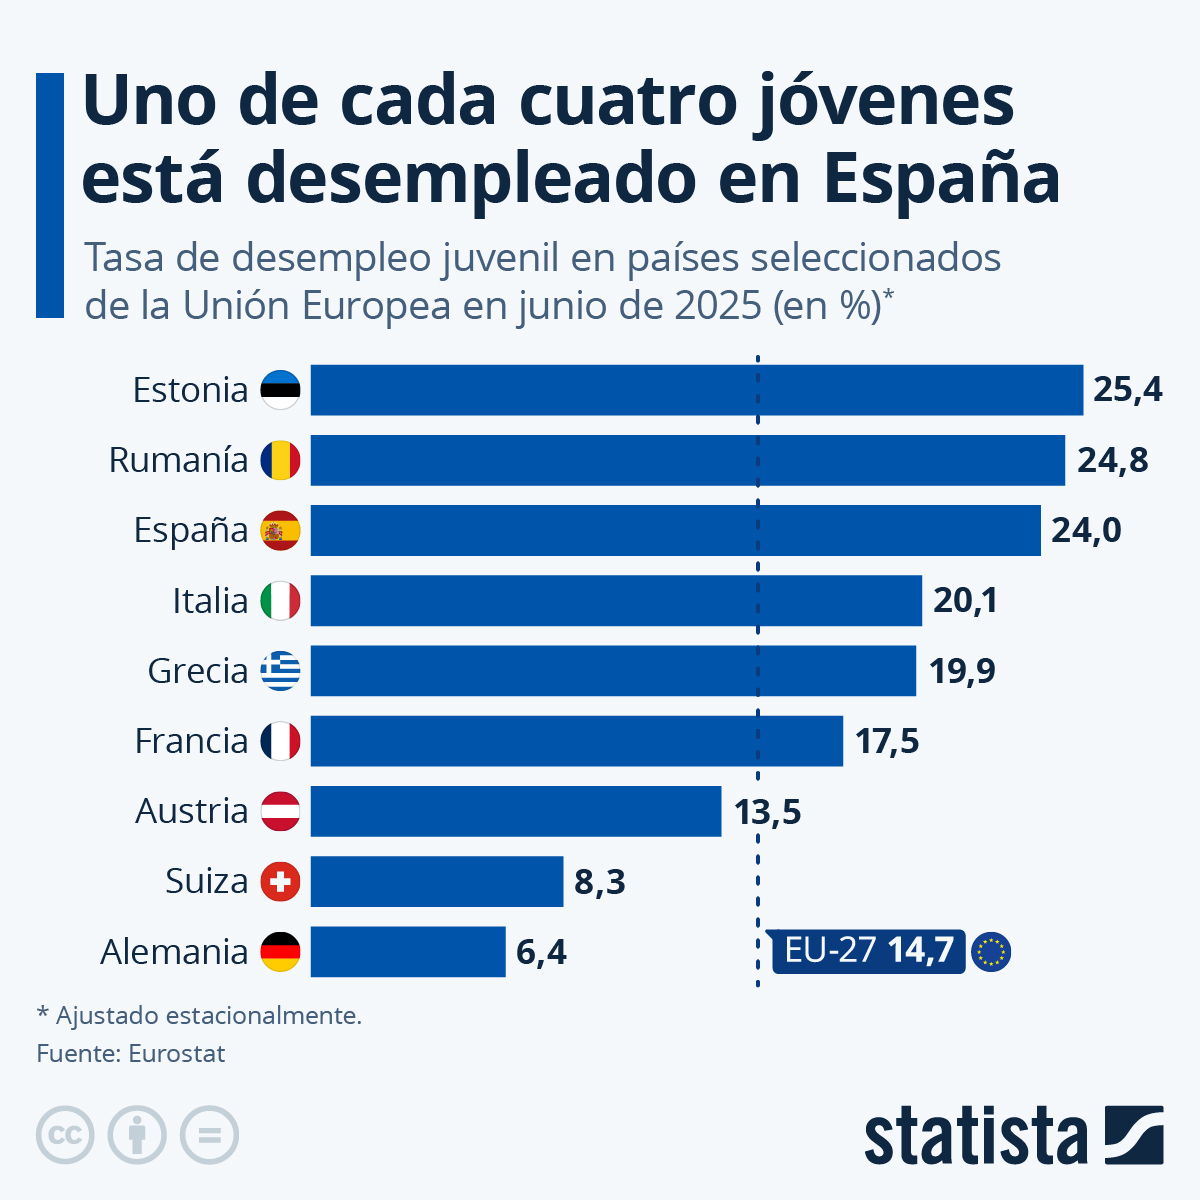 Uno de cada cuatro jóvenes
está desempleado en España
Tasa de desempleo juvenil en países seleccionados
de la Unión Europea en junio de 2025 (en %)*
Estonia 25,4
Rumanía 24,8
España 24,0
Italia 20,1
Grecia 19,9
Francia 17,5
Austria 13,5
Suiza 8,3
Alemania 6,4
EU-27 14,7
* Ajustado estacionalmente.
Fuente: Eurostat
cc
statista